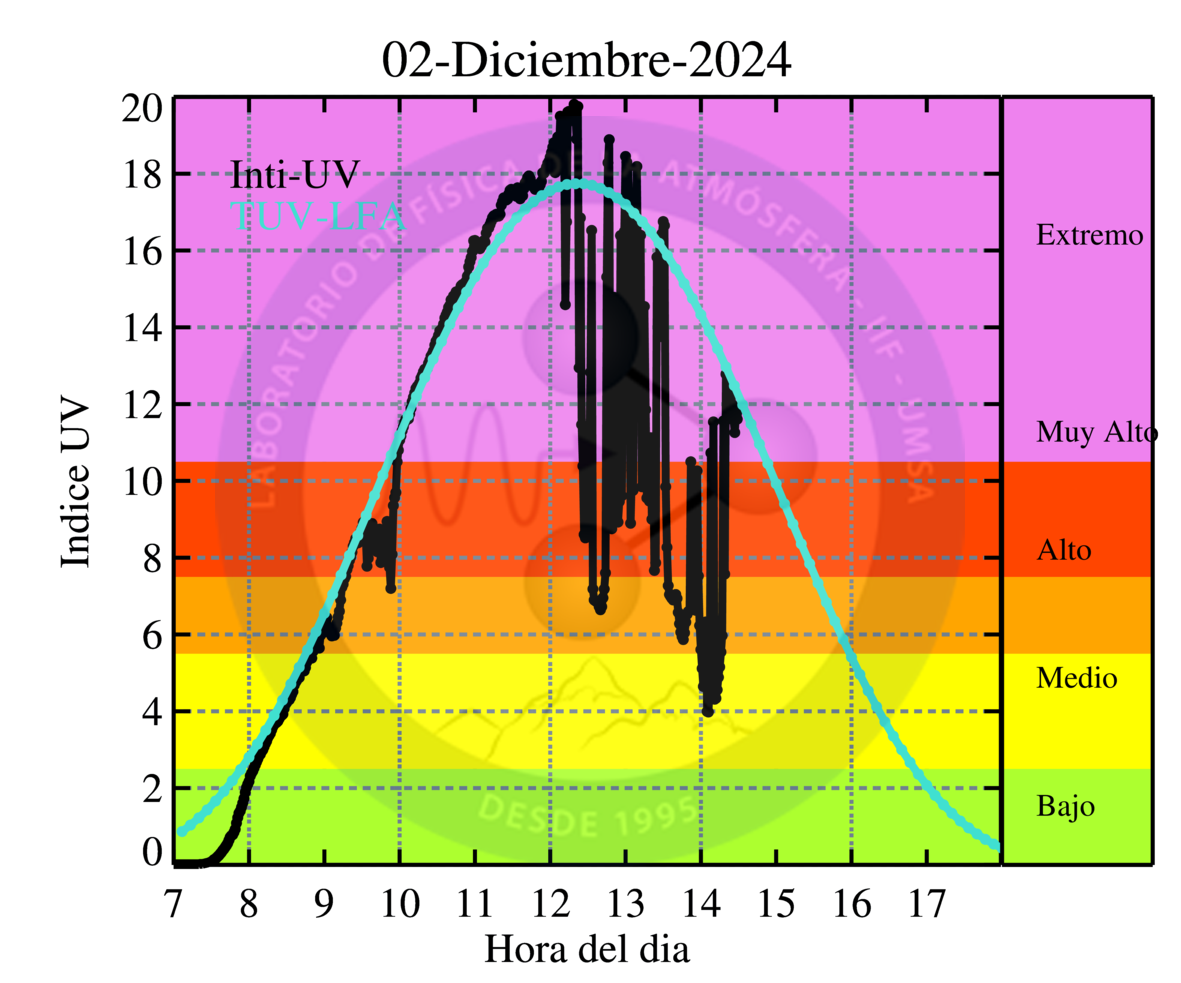 02-Diciembre-2024
20
18
16
14
12
10
8
6
4
2
0
Indice UV
Inti-UV
TUV-LFA
LABORATORIO DE FÍSICA DE LA ATMÓSFERA - IIF - UMSA
DESDE 1995
Extremo
Muy Alto
Alto
Medio
Bajo
7 8 9 10 11 12 13 14 15 16 17
Hora del dia